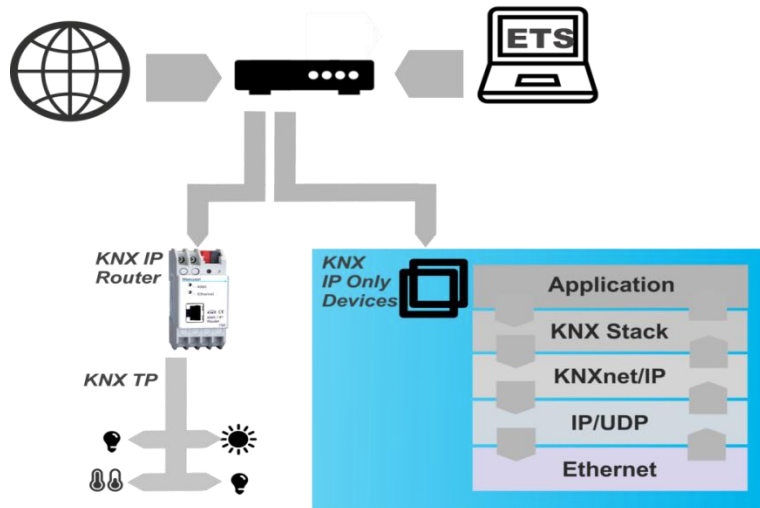 ETS
KNX IP
Router
KNX
IP Only
Devices
Application
KNX Stack
KNXnet/IP
IP/UDP
Ethernet
KNX TP